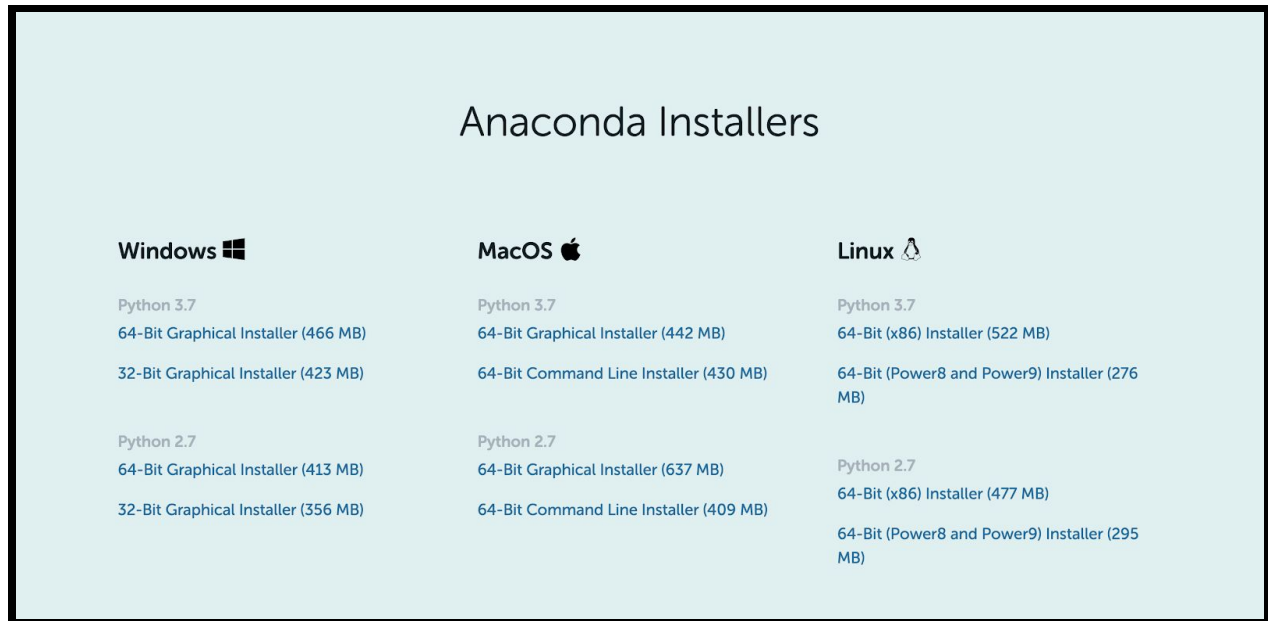 Anaconda Installers
Windows
Python 3.7
64-Bit Graphical Installer (466 MB)
32-Bit Graphical Installer (423 MB)
Python 2.7
64-Bit Graphical Installer (413 MB)
32-Bit Graphical Installer (356 MB)
MacOS
Python 3.7
64-Bit Graphical Installer (442 MB)
64-Bit Command Line Installer (430 MB)
Python 2.7
64-Bit Graphical Installer (637 MB)
64-Bit Command Line Installer (409 MB)
Linux
Python 3.7
64-Bit (x86) Installer (522 MB)
64-Bit (Power8 and Power9) Installer (276
MB)
Python 2.7
64-Bit (x86) Installer (477 MB)
64-Bit (Power8 and Power9) Installer (295
MB)